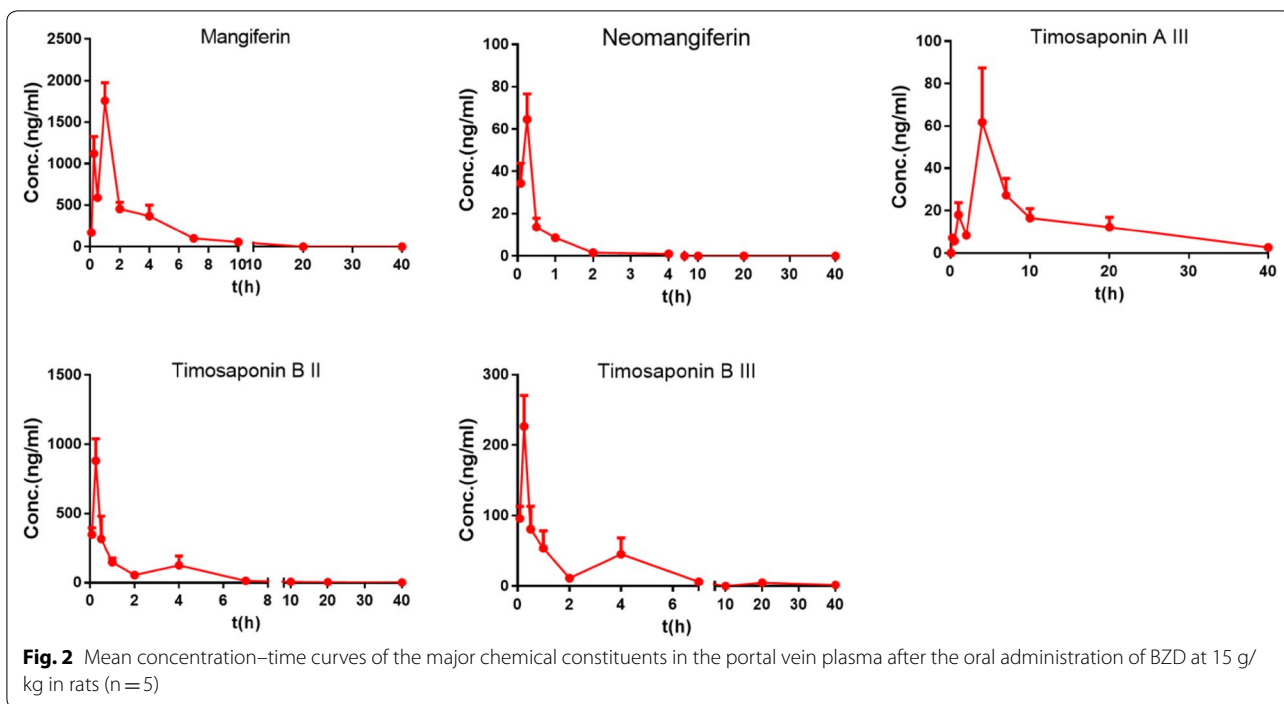 Mangiferin
2500
2000
1500
1000
500
0
Conc.(ng/ml)
0 2 4 6 8 10 10 20 30 40
t(h)
Neomangiferin
100
80
60
40
20
0
Conc.(ng/ml)
0 1 2 3 4 10 20 30 40
t(h)
Timosaponin A III
100
80
60
40
20
0
Conc.(ng/ml)
0 10 20 30 40
t(h)
Timosaponin B II
1500
1000
500
0
Conc.(ng/ml)
0 2 4 6 8 10 20 30 40
t(h)
Timosaponin B III
300
200
100
0
Conc.(ng/ml)
0 2 4 6 10 20 30 40
t(h)
Fig. 2 Mean concentration–time curves of the major chemical constituents in the portal vein plasma after the oral administration of BZD at 15 g/
kg in rats (n = 5)